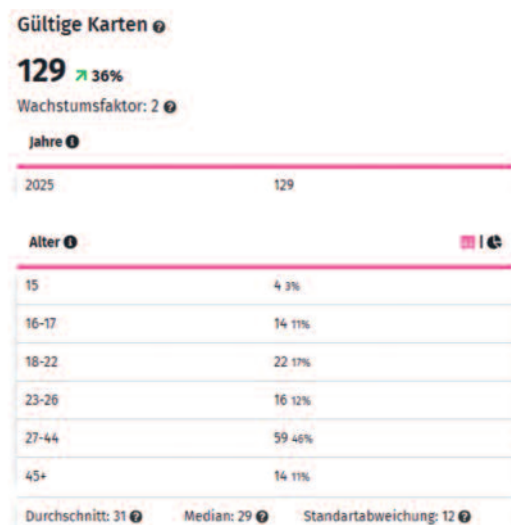 Gültige Karten
129 36%
Wachstumsfaktor: 2
Jahre
2025 129
Alter
15 4 3%
16-17 14 11%
18-22 22 17%
23-26 16 12%
27-44 59 46%
45+ 14 11%
Durchschnitt: 31 Median: 29 Standartabweichung: 12